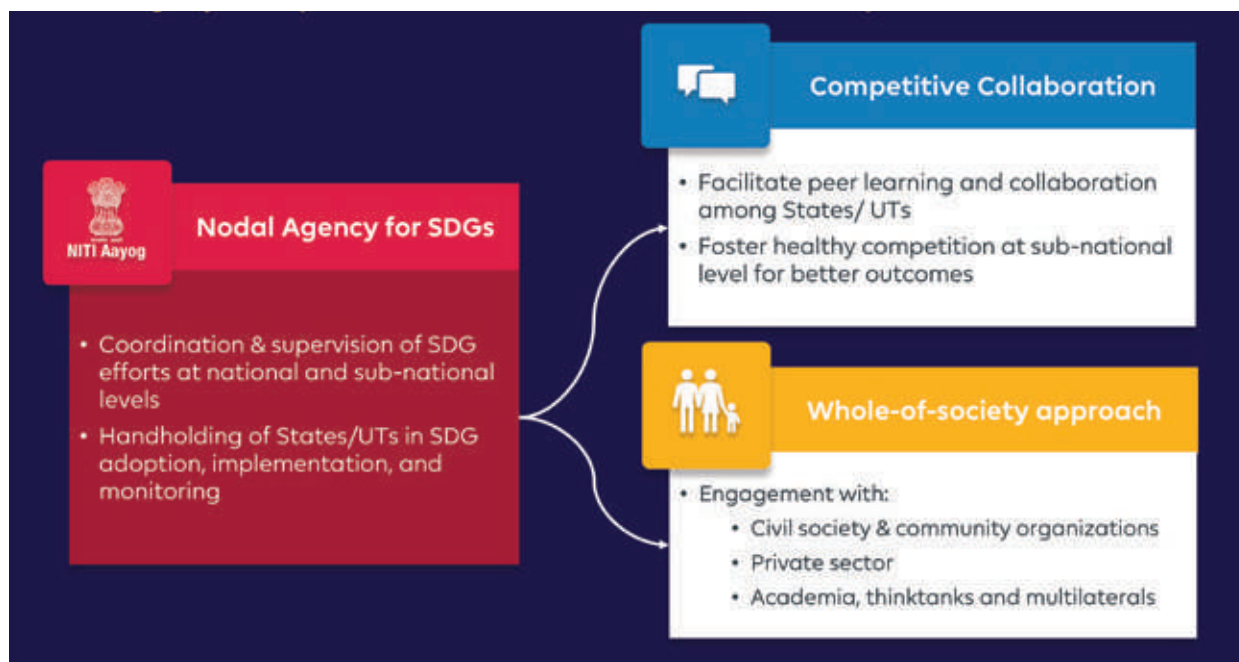 NITI Aayog
Nodal Agency for SDGs
• Coordination & supervision of SDG
efforts at national and sub-national
levels
• Handholding of States/UTs in SDG
adoption, implementation, and
monitoring
Competitive Collaboration
• Facilitate peer learning and collaboration
among States/ UTs
• Foster healthy competition at sub-national
level for better outcomes
Whole-of-society approach
• Engagement with:
• Civil society & community organizations
• Private sector
• Academia, thinktanks and multilaterals